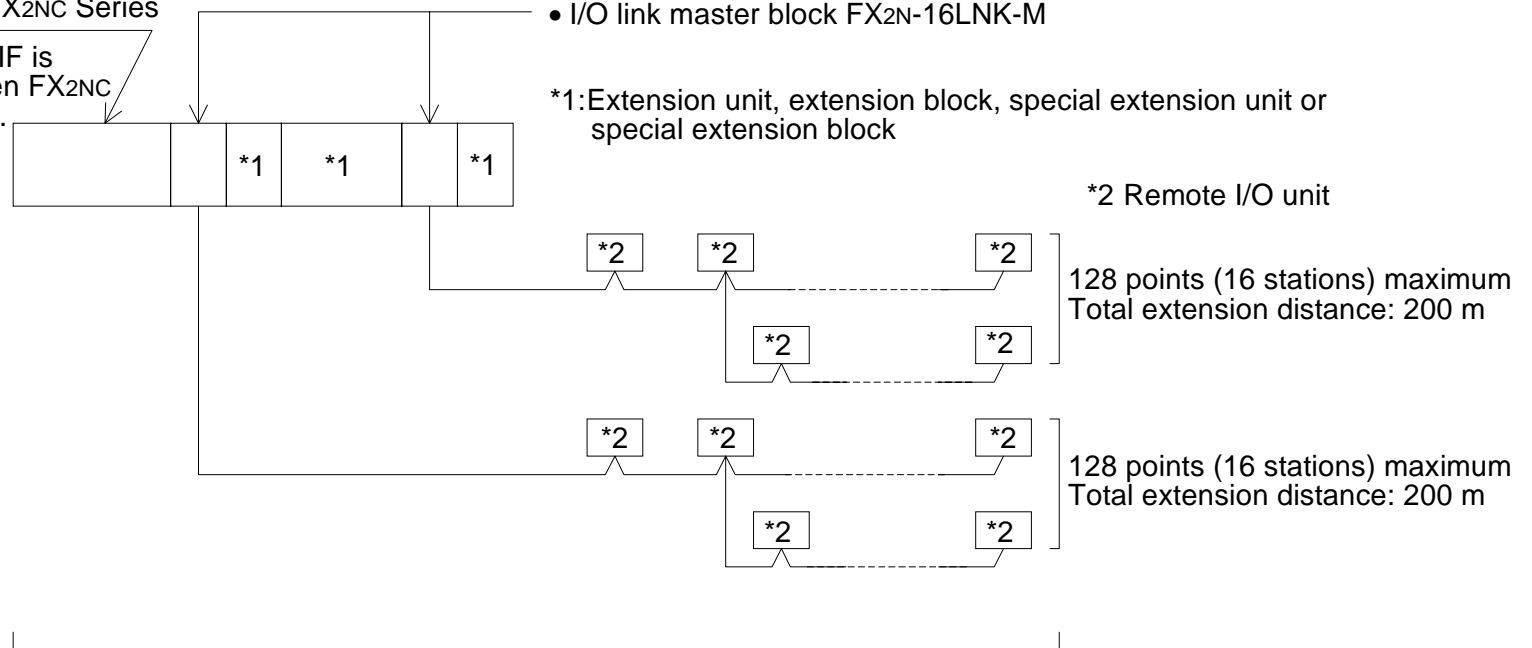 X2NC Series
IF is
en FX2NC
.
• I/O link master block FX2N-16LNK-M
*1:Extension unit, extension block, special extension unit or
special extension block
*1
*1
*1
*2 Remote I/O unit
*2
*2
*2
128 points (16 stations) maximum
Total extension distance: 200 m
*2
*2
*2
*2
*2
128 points (16 stations) maximum
Total extension distance: 200 m
*2
*2